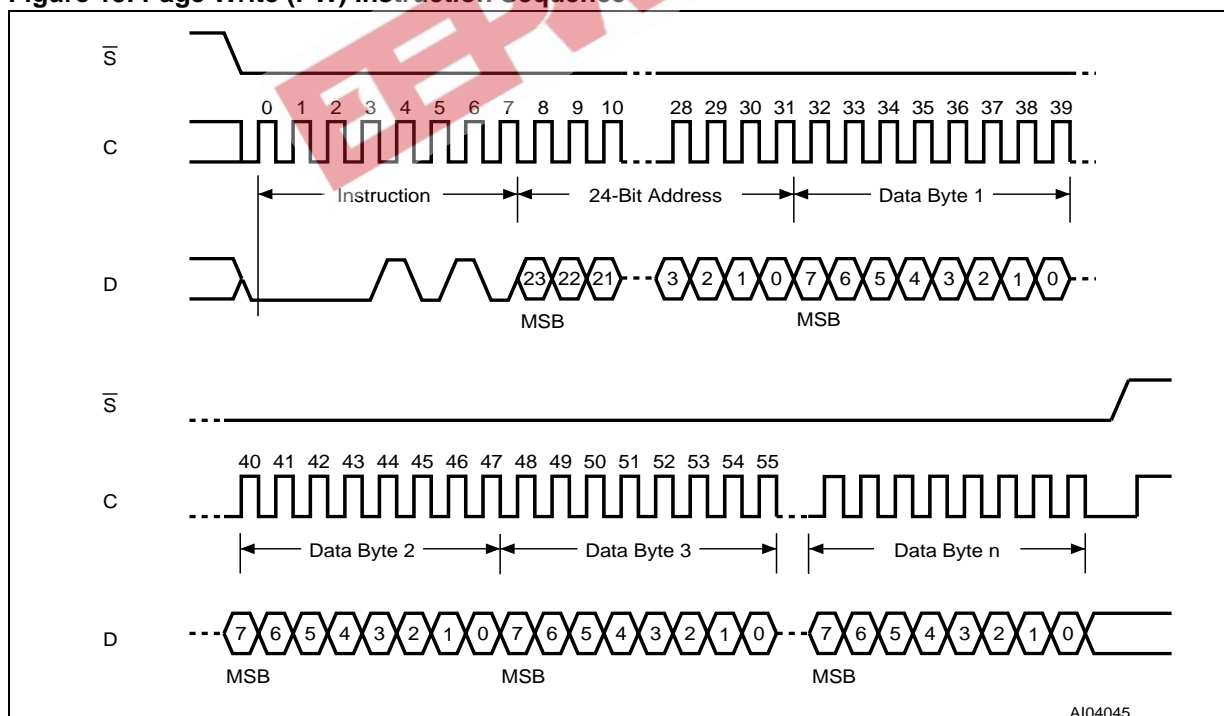 Figure 10. Page Write (PW) Instruction Sequence
S
0 1 2 3 4 5 6 7 8 9 10 28 29 30 31 32 33 34 35 36 37 38 39
C
Instruction 24-Bit Address Data Byte 1
D 23 22 21 3 2 1 0 7 6 5 4 3 2 1 0
MSB MSB
S
40 41 42 43 44 45 46 47 48 49 50 51 52 53 54 55
C
Data Byte 2 Data Byte 3 Data Byte n
D 7 6 5 4 3 2 1 0 7 6 5 4 3 2 1 0 7 6 5 4 3 2 1 0
MSB MSB MSB
AI04045